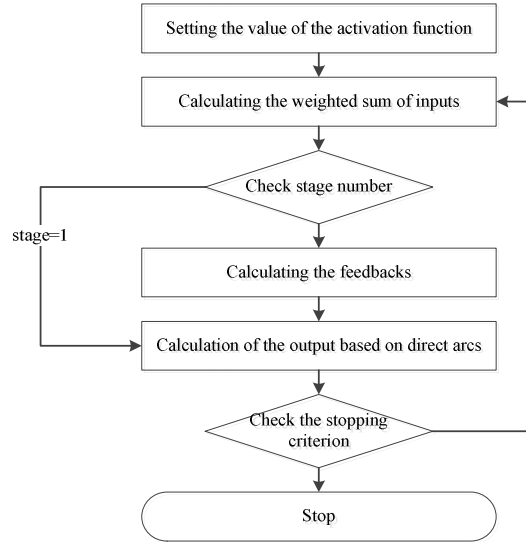 Setting the value of the activation function
Calculating the weighted sum of inputs
Check stage number
stage=1
Calculating the feedbacks
Calculation of the output based on direct arcs
Check the stopping
criterion
Stop